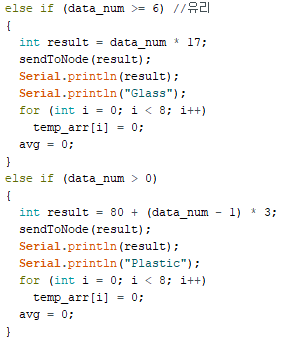 else if (data_num >= 6) //유리
{
  int result = data_num * 17;
  sendToNode(result);
  Serial.println(result);
  Serial.println("Glass");
  for (int i = 0; i < 8; i++)
    temp_arr[i] = 0;
  avg = 0;
}
else if (data_num > 0)
{
  int result = 80 + (data_num - 1) * 3;
  sendToNode(result);
  Serial.println(result);
  Serial.println("Plastic");
  for (int i = 0; i < 8; i++)
    temp_arr[i] = 0;
  avg = 0;
}